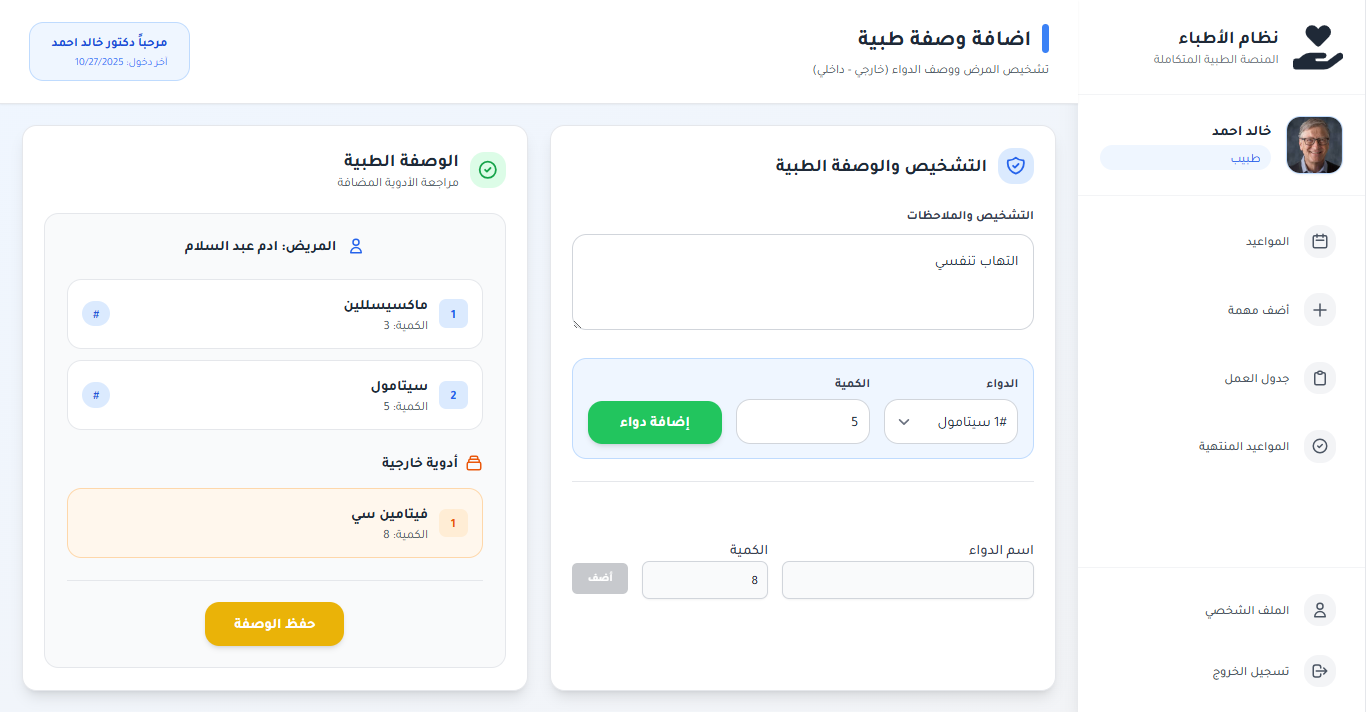 نظام الأطباء
المنصة الطبية المتكاملة
خالد احمد
طبيب
المواعيد
أضف مهمة
جدول العمل
المواعيد المنتهية
الملف الشخصي
تسجيل الخروج
اضافة وصفة طبية
تشخيص المرض ووصف الدواء (خارجي - داخلي)
مرحباً دكتور خالد احمد
آخر دخول: 10/27/2025
التشخيص والوصفة الطبية
التشخيص والملاحظات
التهاب تنفسي
الدواء
الكمية
#1 سيتامول
5
إضافة دواء
اسم الدواء
الكمية
8
أضف
الوصفة الطبية
مراجعة الأدوية المضافة
المريض: ادم عبد السلام
1
ماكسيسللين
الكمية: 3
#
2
سيتامول
الكمية: 5
#
أدوية خارجية
1
فيتامين سي
الكمية: 8
حفظ الوصفة